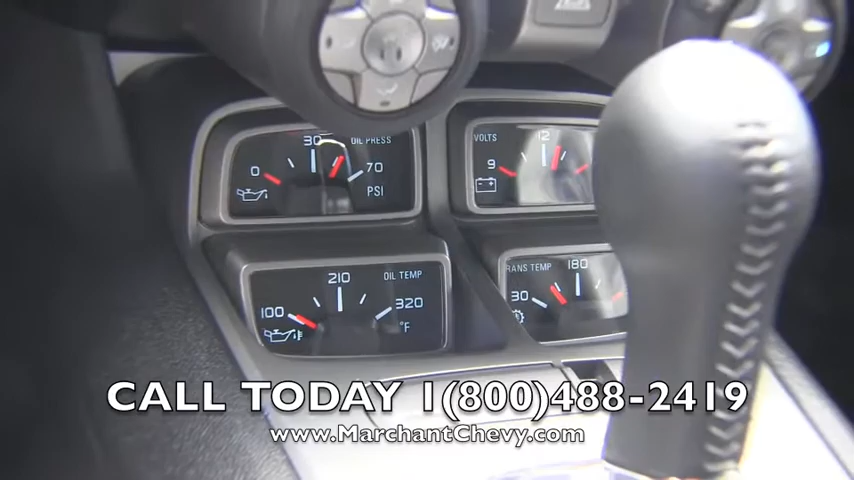 30 OIL PRESS
0 70
PSI
VOLTS 12
9
210 OIL TEMP
100 320
°F
TRANS TEMP 180
30
CALL TODAY 1(800)488-2419
www.MarchantChevy.com